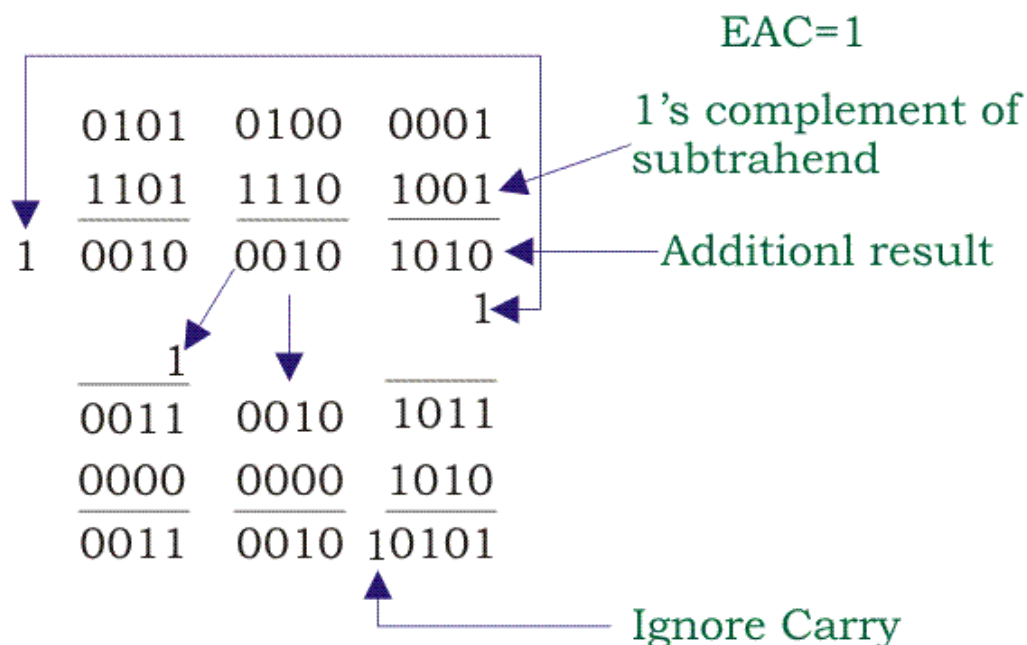 EAC=1
0101 0100 0001
1's complement of
subtrahend
1101 1110 1001
1 0010 0010 1010
Additionl result
1
1
0011 0010 1011
0000 0000 1010
0011 0010 10101
Ignore Carry